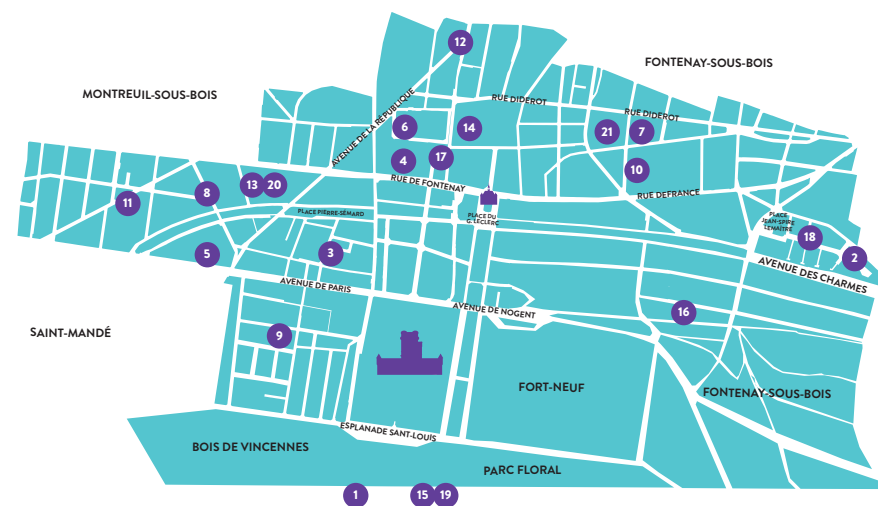 12
FONTENAY-SOUS-BOIS
MONTREUIL-SOUS-BOIS
RUE DIDEROT
RUE DIDEROT
AVENUE DE LA RÉPUBLIQUE
6
14
21
7
4
17
10
RUE DE FONTENAY
13
20
8
11
RUE DEFRANCE
PLACE PIERRE-SÉMARD
PLACE DU
G. LECLERC
PLACE
JEAN-SPIRE
LEMAÎTRE
18
5
3
2
AVENUE DES CHARMES
AVENUE DE PARIS
AVENUE DE NOGENT
16
SAINT-MANDÉ
9
FORT-NEUF
FONTENAY-SOUS-BOIS
ESPLANADE SANT-LOUIS
BOIS DE VINCENNES
PARC FLORAL
1
15
19